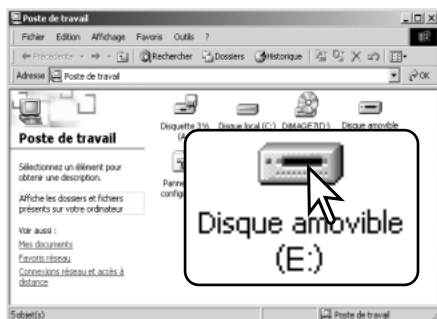 Poste de travail
Fichier Edition Affichage Favoris Outils ?
Précédente Rechercher Dossiers Historique
Adresse Poste de travail OK
Poste de travail
Sélectionnez un élément pour
obtenir une description.
Affiche les dossiers et fichiers
présents sur votre ordinateur
Voir aussi :
Mes documents
Favoris réseau
Connexions réseau et accès à
distance
Disquette 3½
(A
Disque local (C:)
DiMAGE7(D:)
Disque amovible
Panne
config
Disque amovible
(E:)
5 objet(s)
Poste de travail